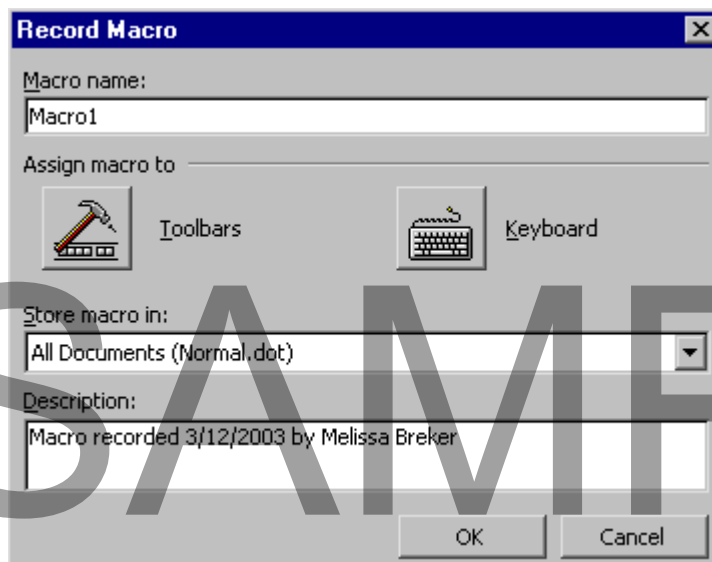 Record Macro
Macro name:
Macro1
Assign macro to
Toolbars
Keyboard
Store macro in:
All Documents (Normal.dot)
Description:
Macro recorded 3/12/2003 by Melissa Breker
OK
Cancel